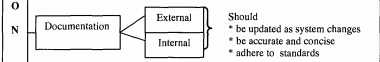 O
N
Documentation
External
Internal
Should
* be updated as system changes
* be accurate and concise
* adhere to standards